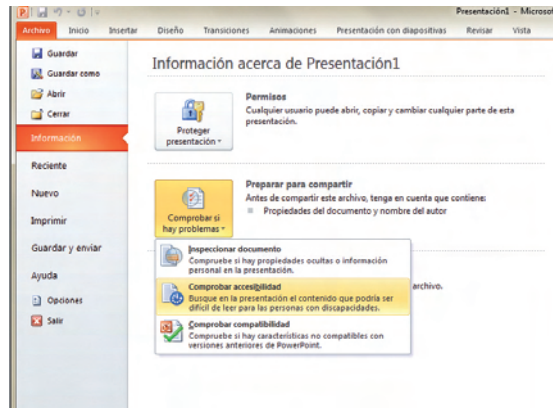 Presentación1 - Microsof
Archivo Inicio Insertar Diseño Transiciones Animaciones Presentación con diapositivas Revisar Vista
Guardar
Guardar como
Abrir
Cerrar
Información
Reciente
Nuevo
Imprimir
Guardar y enviar
Ayuda
Opciones
Salir
Información acerca de Presentación1
Proteger
presentación
Permisos
Cualquier usuario puede abrir, copiar y cambiar cualquier parte de esta
presentación.
Comprobar si
hay problemas
Preparar para compartir
Antes de compartir este archivo, tenga en cuenta que contiene:
Propiedades del documento y nombre del autor
Inspeccionar documento
Compruebe si hay propiedades ocultas o información
personal en la presentación.
archivo.
Comprobar accesibilidad
Busque en la presentación el contenido que podría ser
difícil de leer para las personas con discapacidades.
Comprobar compatibilidad
Compruebe si hay características no compatibles con
versiones anteriores de PowerPoint.